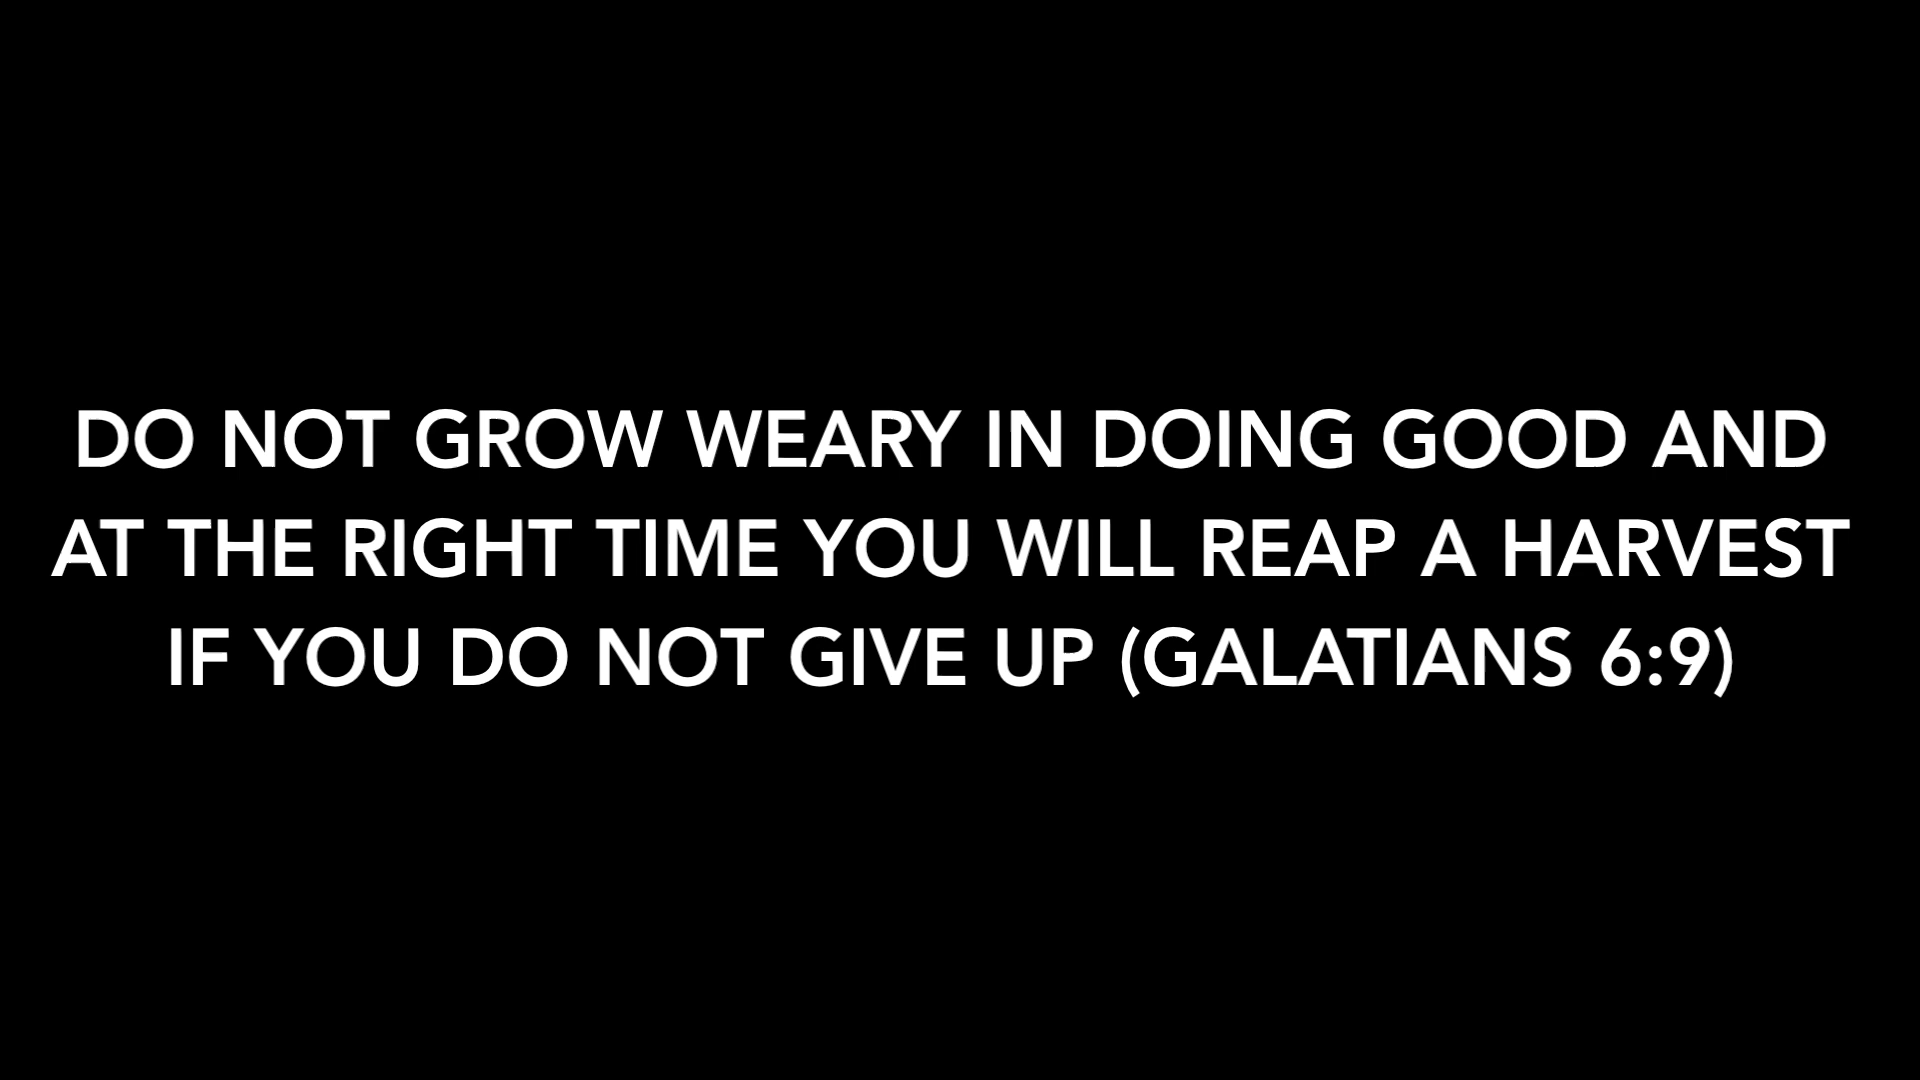 DO NOT GROW WEARY IN DOING GOOD AND
AT THE RIGHT TIME YOU WILL REAP A HARVEST
IF YOU DO NOT GIVE UP (GALATIANS 6:9)